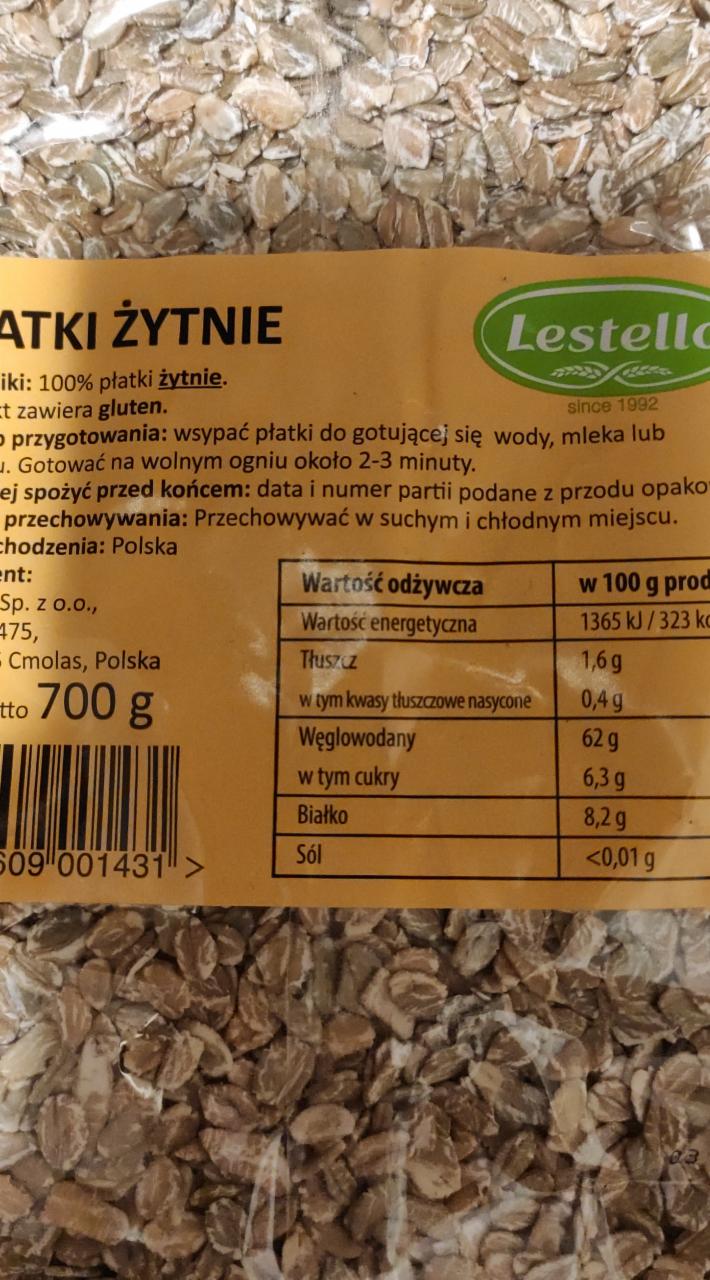 ATKI ŻYTNIE
Lestello
since 1992
iki: 100% płatki żytnie.
kt zawiera gluten.
b przygotowania: wsypać płatki do gotującej się wody, mleka lub
u. Gotować na wolnym ogniu około 2-3 minuty.
ej spożyć przed końcem: data i numer partii podane z przodu opako
przechowywania: Przechowywać w suchym i chłodnym miejscu.
chodzenia: Polska
ent:
Sp. z o.o.,
475,
Cmolas, Polska
tto 700 g
609 001431 >
Wartość odżywcza w 100 g prod
Wartość energetyczna 1365 kJ / 323 kc
Tłuszcz 1,6 g
w tym kwasy tłuszczowe nasycone 0,4 g
Węglowodany 62 g
w tym cukry 6,3 g
Białko 8,2 g
Sól <0,01 g